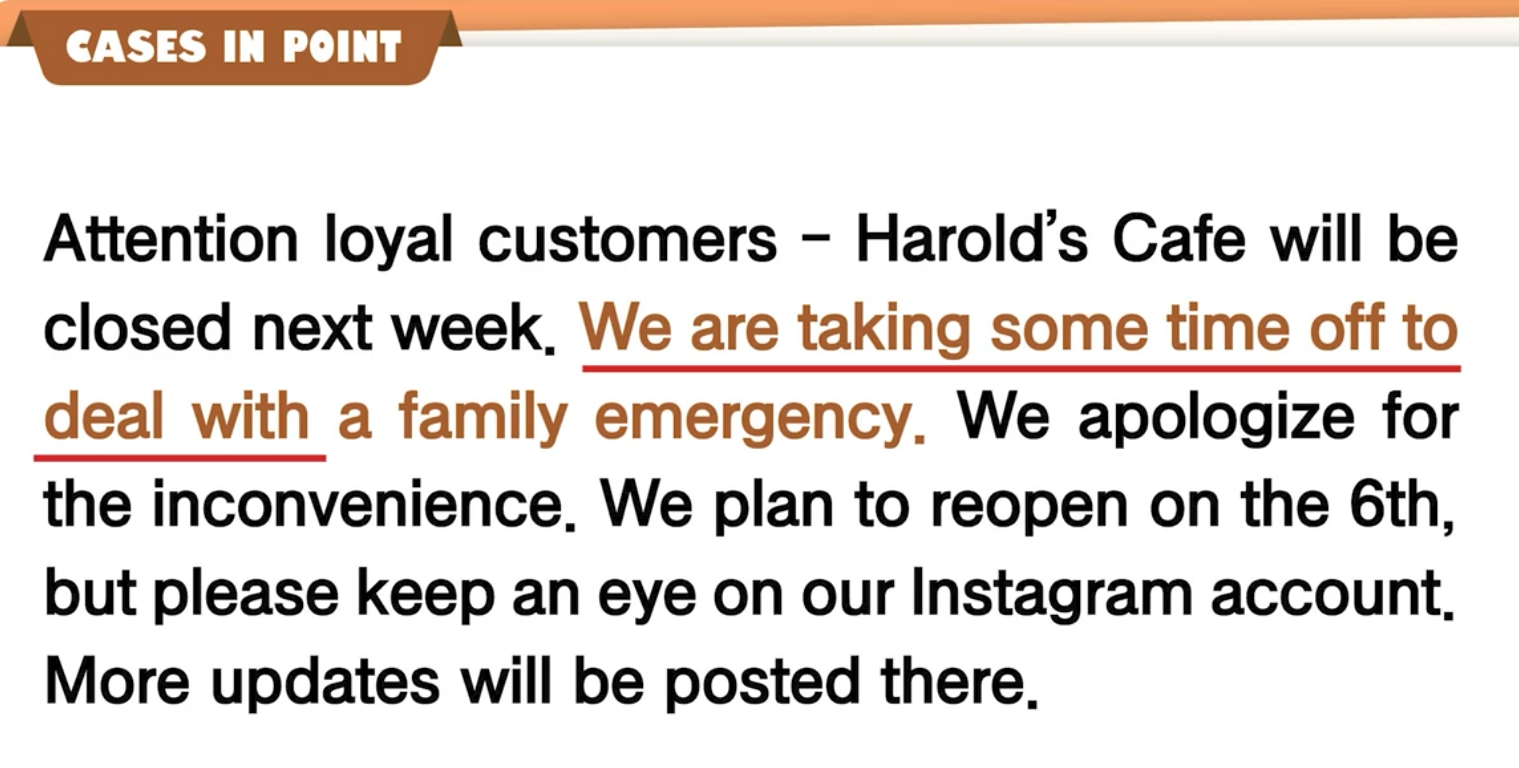 CASES IN POINT
Attention loyal customers – Harold’s Cafe will be
closed next week. We are taking some time off to
deal with a family emergency. We apologize for
the inconvenience. We plan to reopen on the 6th,
but please keep an eye on our Instagram account.
More updates will be posted there.